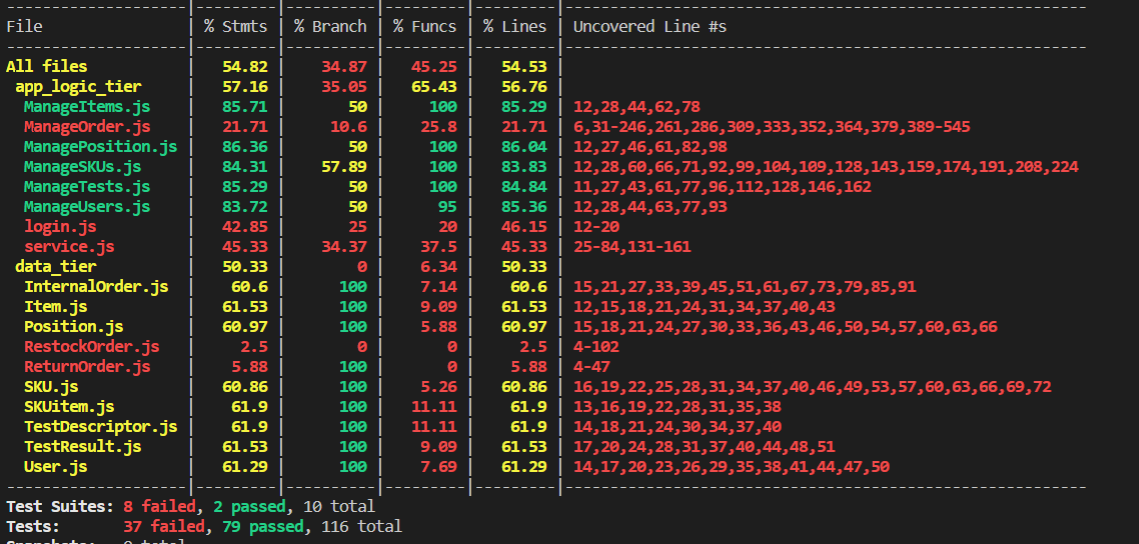 --------------------|---------|----------|---------|---------|-----------------------------------------------------
File | % Stmts | % Branch | % Funcs | % Lines | Uncovered Line #s
--------------------|---------|----------|---------|---------|-----------------------------------------------------
All files | 54.82 | 34.87 | 45.25 | 54.53 |
app_logic_tier | 57.16 | 35.05 | 65.43 | 56.76 |
ManageItems.js | 85.71 | 50 | 100 | 85.29 | 12,28,44,62,78
ManageOrder.js | 21.71 | 10.6 | 25.8 | 21.71 | 6,31-246,261,286,309,333,352,364,379,389-545
ManagePosition.js | 86.36 | 50 | 100 | 86.04 | 12,27,46,61,82,98
ManageSKUs.js | 84.31 | 57.89 | 100 | 83.83 | 12,28,60,66,71,92,99,104,109,128,143,159,174,191,208,224
ManageTests.js | 85.29 | 50 | 100 | 84.84 | 11,27,43,61,77,96,112,128,146,162
ManageUsers.js | 83.72 | 50 | 95 | 85.36 | 12,28,44,63,77,93
login.js | 42.85 | 25 | 20 | 46.15 | 12-20
service.js | 45.33 | 34.37 | 37.5 | 45.33 | 25-84,131-161
data_tier | 50.33 | 0 | 6.34 | 50.33 |
InternalOrder.js | 60.6 | 100 | 7.14 | 60.6 | 15,21,27,33,39,45,51,61,67,73,79,85,91
Item.js | 61.53 | 100 | 9.09 | 61.53 | 12,15,18,21,24,31,34,37,40,43
Position.js | 60.97 | 100 | 5.88 | 60.97 | 15,18,21,24,27,30,33,36,43,46,50,54,57,60,63,66
RestockOrder.js | 2.5 | 0 | 0 | 2.5 | 4-102
ReturnOrder.js | 5.88 | 100 | 0 | 5.88 | 4-47
SKU.js | 60.86 | 100 | 5.26 | 60.86 | 16,19,22,25,28,31,34,37,40,46,49,53,57,60,63,66,69,72
SKUitem.js | 61.9 | 100 | 11.11 | 61.9 | 13,16,19,22,28,31,35,38
TestDescriptor.js | 61.9 | 100 | 11.11 | 61.9 | 14,18,21,24,30,34,37,40
TestResult.js | 61.53 | 100 | 9.09 | 61.53 | 17,20,24,28,31,37,40,44,48,51
User.js | 61.29 | 100 | 7.69 | 61.29 | 14,17,20,23,26,29,35,38,41,44,47,50
--------------------|---------|----------|---------|---------|-----------------------------------------------------
Test Suites: 8 failed, 2 passed, 10 total
Tests: 37 failed, 79 passed, 116 total
Snapshots: 0 total